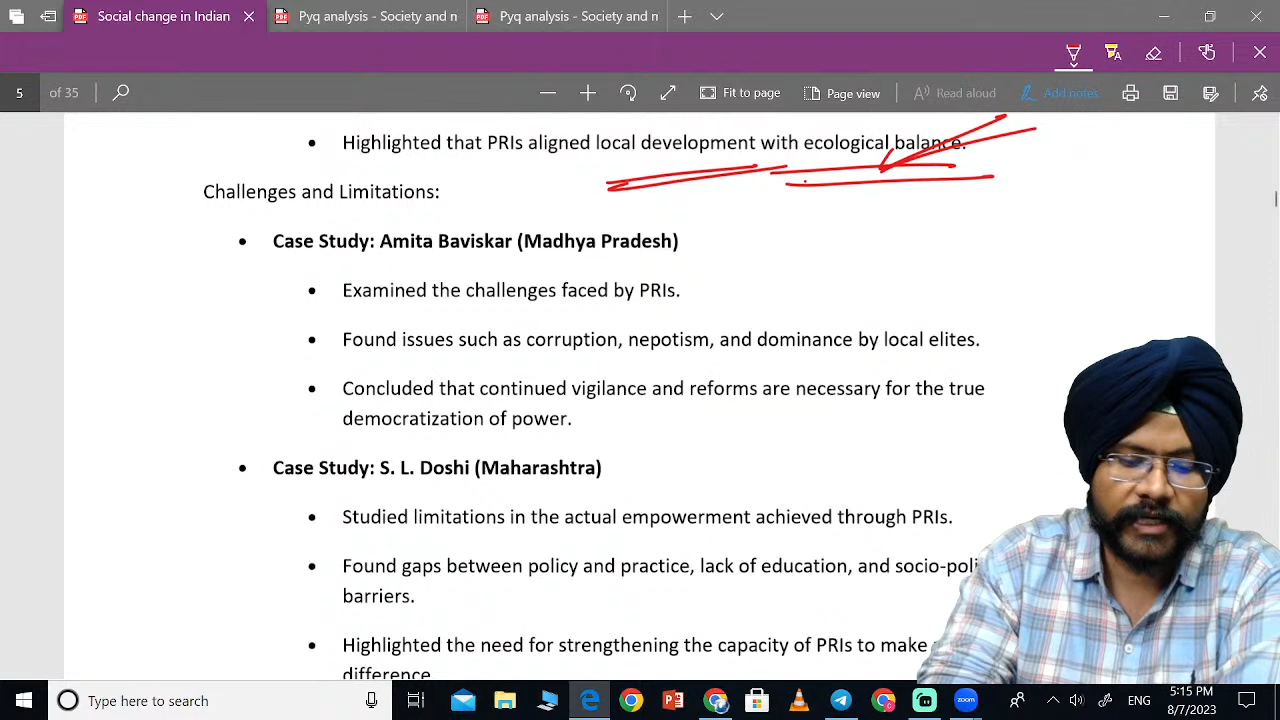 Social change in Indian
Pyq analysis - Society and n
Pyq analysis - Society and n
5 of 35
Fit to page
Page view
Read aloud
Add notes
Highlighted that PRIs aligned local development with ecological balance.
Challenges and Limitations:
Case Study: Amita Baviskar (Madhya Pradesh)
Examined the challenges faced by PRIs.
Found issues such as corruption, nepotism, and dominance by local elites.
Concluded that continued vigilance and reforms are necessary for the true
democratization of power.
Case Study: S. L. Doshi (Maharashtra)
Studied limitations in the actual empowerment achieved through PRIs.
Found gaps between policy and practice, lack of education, and socio-poli
barriers.
Highlighted the need for strengthening the capacity of PRIs to make
difference
Type here to search
ENG
5:15 PM
8/7/2023